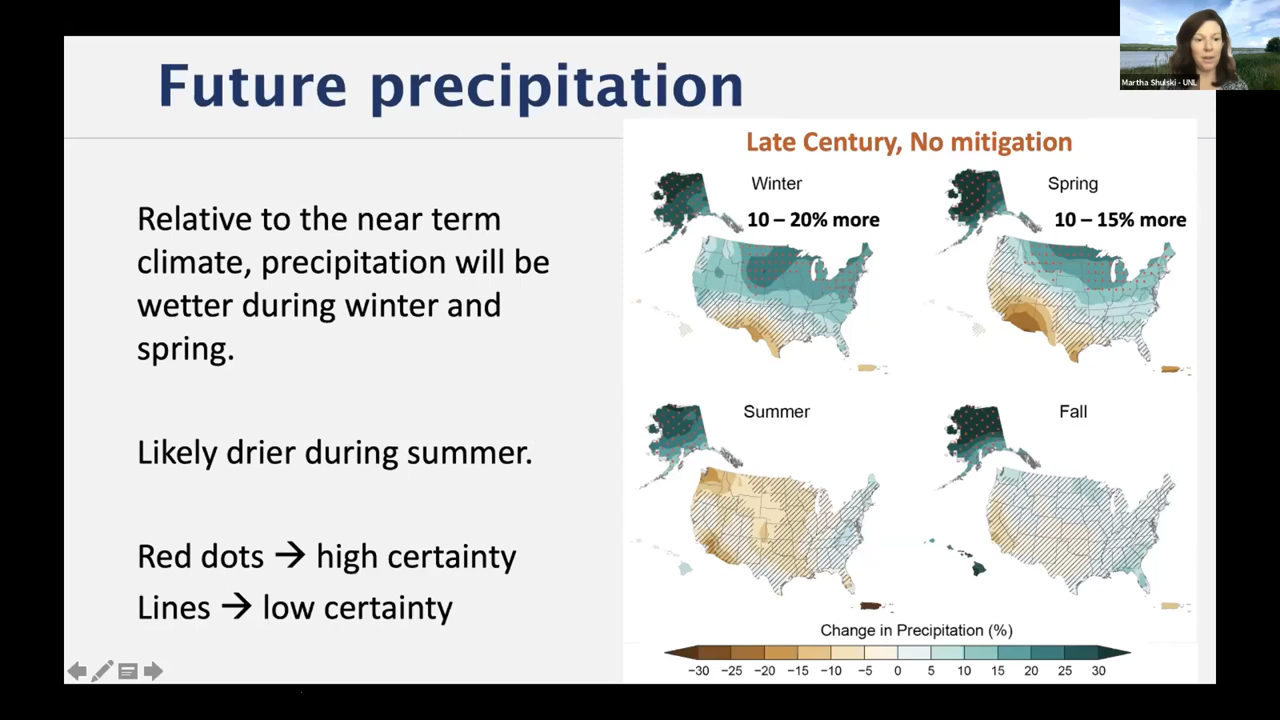 Future precipitation
Martha Shulski - UNL
Late Century, No mitigation
Winter
10 – 20% more
Spring
10 – 15% more
Relative to the near term
climate, precipitation will be
wetter during winter and
spring.
Summer
Fall
Likely drier during summer.
Red dots → high certainty
Lines → low certainty
Change in Precipitation (%)
−30 −25 −20 −15 −10 −5 0 5 10 15 20 30